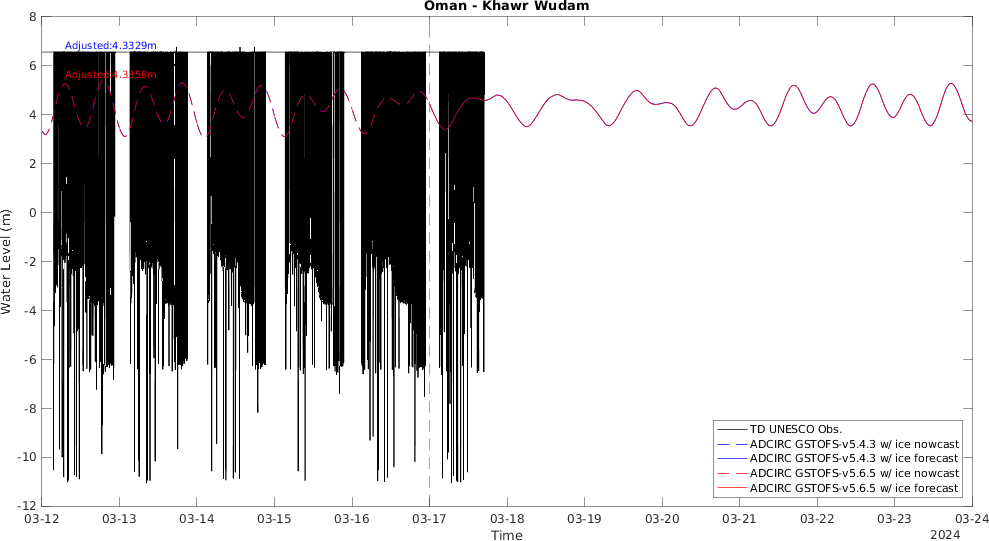 Oman - Khawr Wudam
8
6
4
2
0
-2
-4
-6
-8
-10
-12
Water Level (m)
Adjusted:4.3329m
Adjusted:4.3358m
TD UNESCO Obs.
ADCIRC GSTOFS-v5.4.3 w/ ice nowcast
ADCIRC GSTOFS-v5.4.3 w/ ice forecast
ADCIRC GSTOFS-v5.6.5 w/ ice nowcast
ADCIRC GSTOFS-v5.6.5 w/ ice forecast
03-12 03-13 03-14 03-15 03-16 03-17 03-18 03-19 03-20 03-21 03-22 03-23 03-24
Time
2024